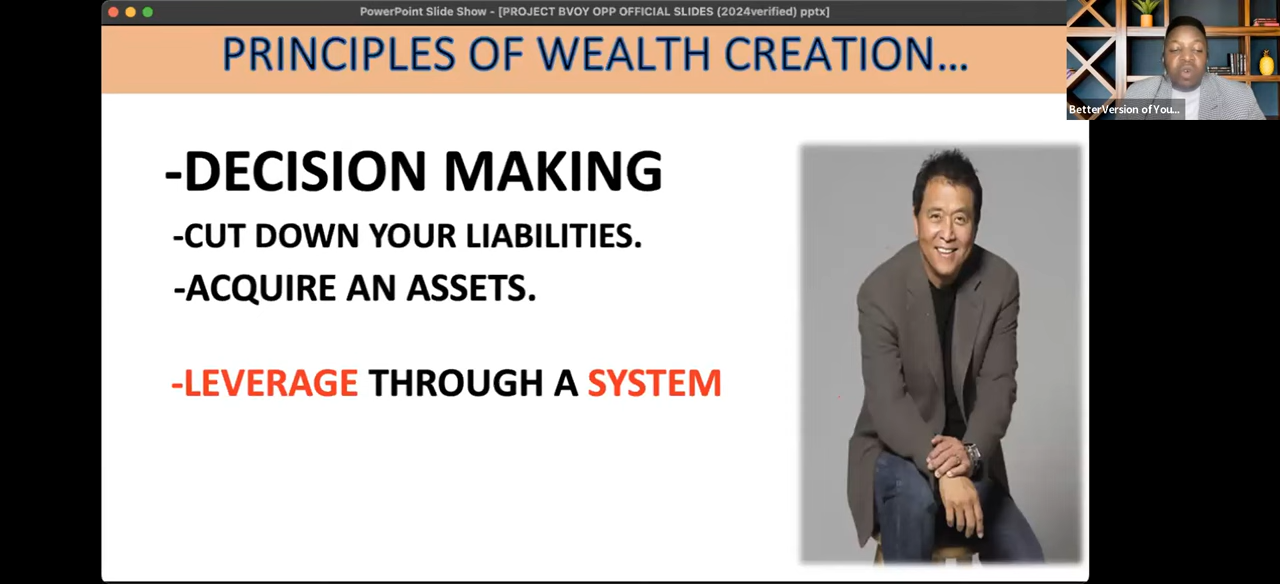 PowerPoint Slide Show - [PROJECT BVOY OPP OFFICIAL SLIDES (2024verified) pptx]
PRINCIPLES OF WEALTH CREATION...
BetterVersion of You...
-DECISION MAKING
-CUT DOWN YOUR LIABILITIES.
-ACQUIRE AN ASSETS.
-LEVERAGE THROUGH A SYSTEM